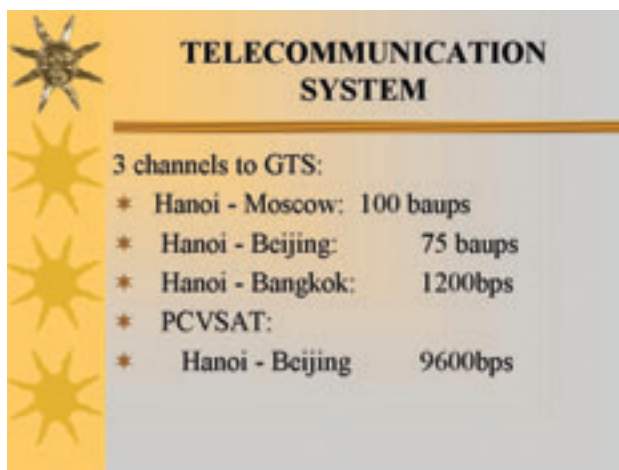 TELECOMMUNICATION
SYSTEM
3 channels to GTS:
Hanoi - Moscow: 100 baups
Hanoi - Beijing: 75 baups
Hanoi - Bangkok: 1200bps
PCVSAT:
Hanoi - Beijing 9600bps